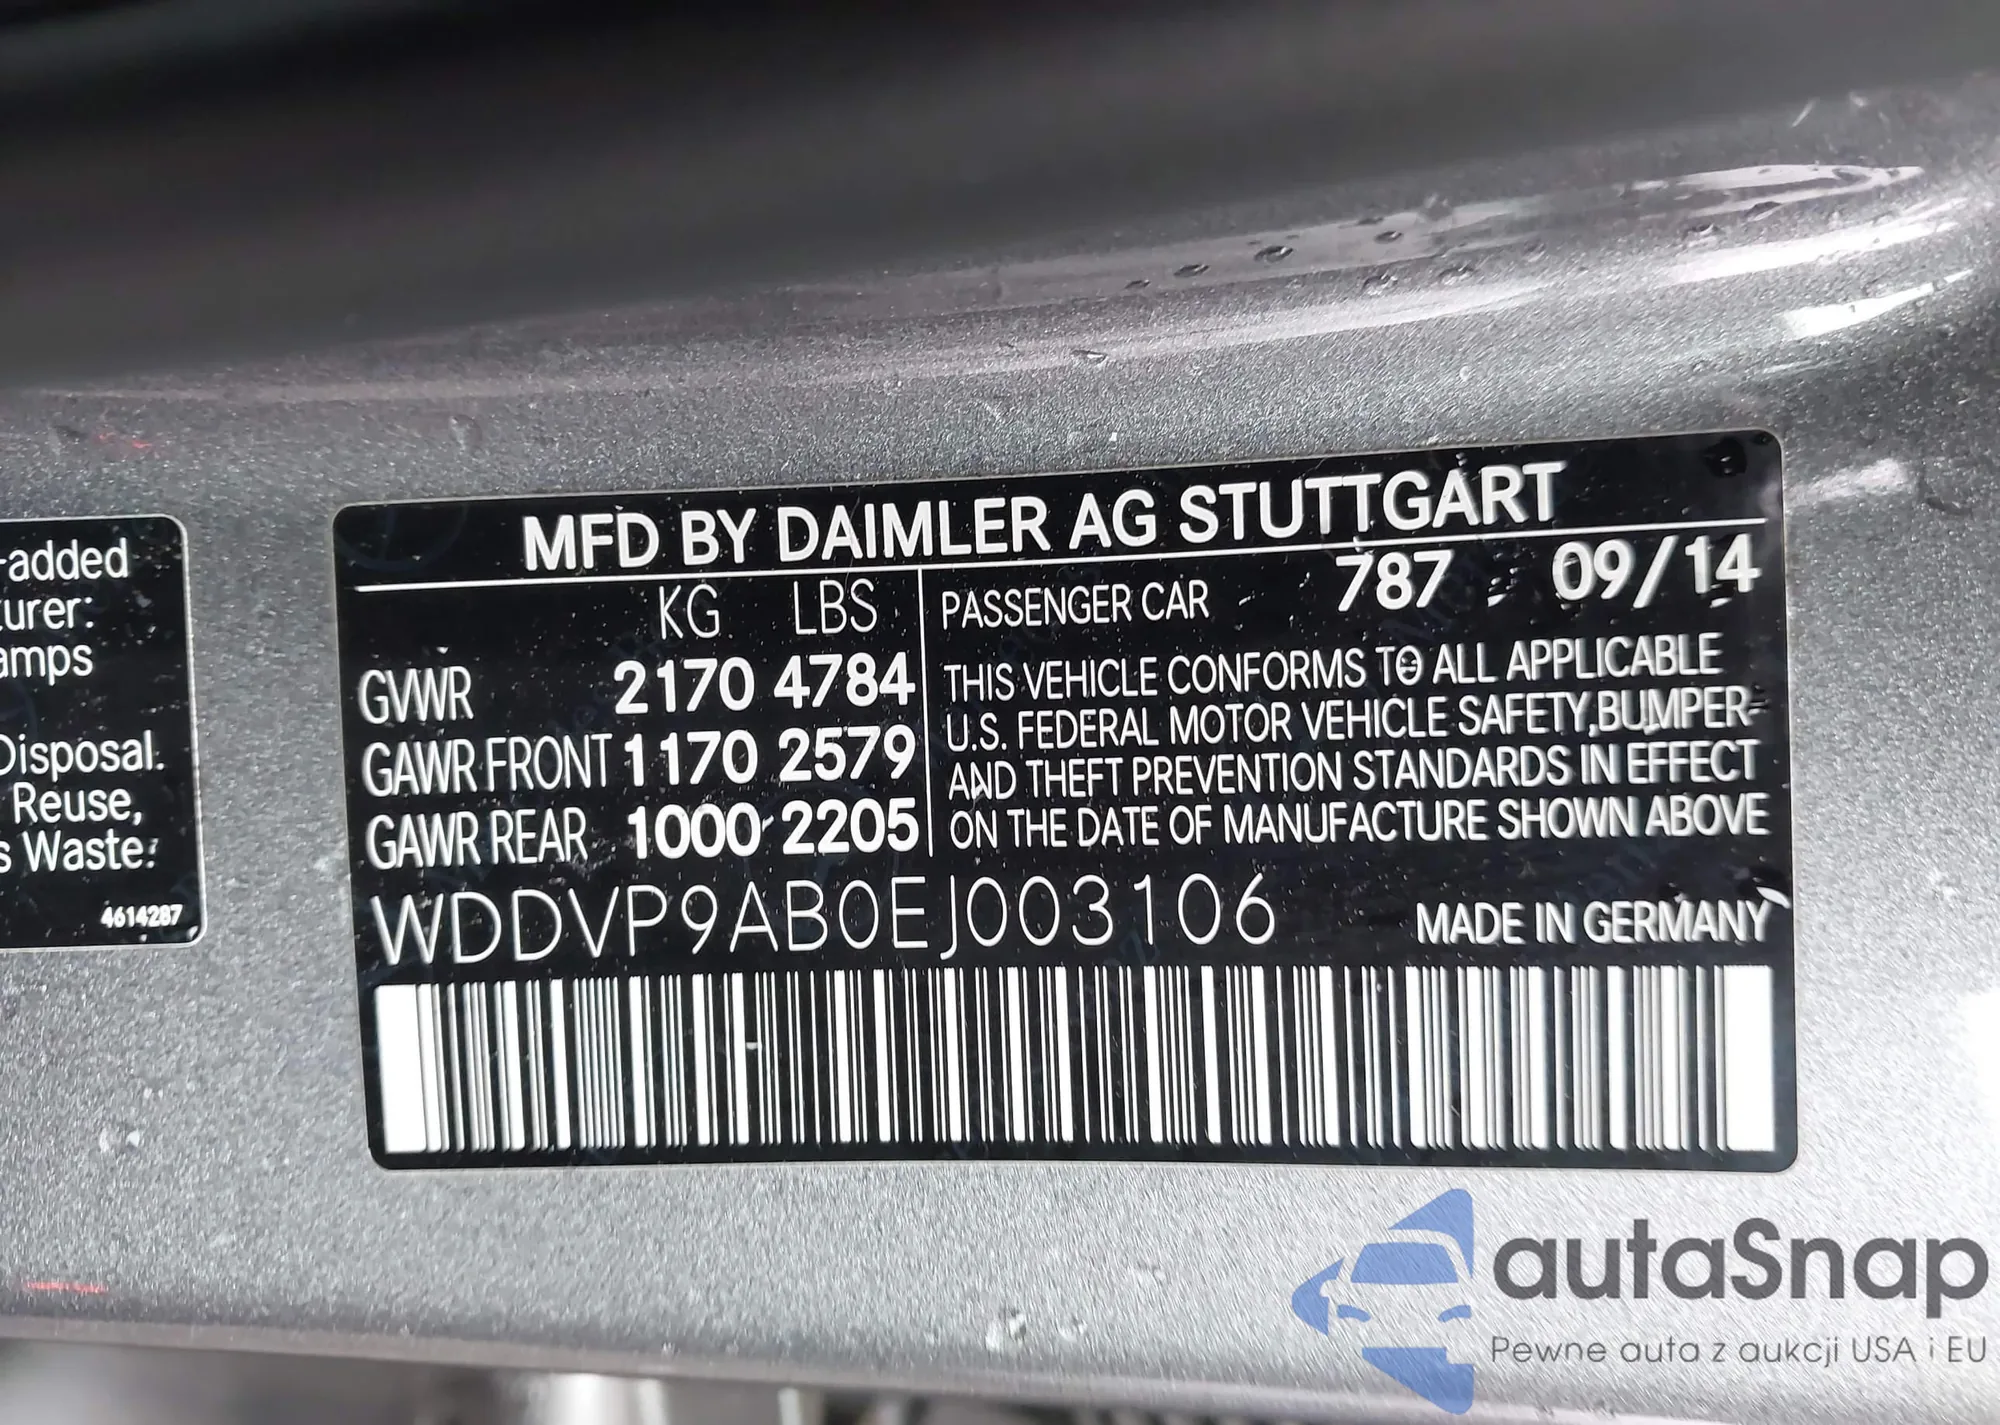 -added
urer:
amps
Disposal.
Reuse,
s Waste.
4614287
MFD BY DAIMLER AG STUTTGART
KG LBS
GVWR 2170 4784
GAWR FRONT 1170 2579
GAWR REAR 1000 2205
PASSENGER CAR 787 09/14
THIS VEHICLE CONFORMS TO ALL APPLICABLE
U.S. FEDERAL MOTOR VEHICLE SAFETY,BUMPER
AND THEFT PREVENTION STANDARDS IN EFFECT
ON THE DATE OF MANUFACTURE SHOWN ABOVE
WDDVP9AB0EJ003106
MADE IN GERMANY
autaSnap
Pewne auta z aukcji USA i EU